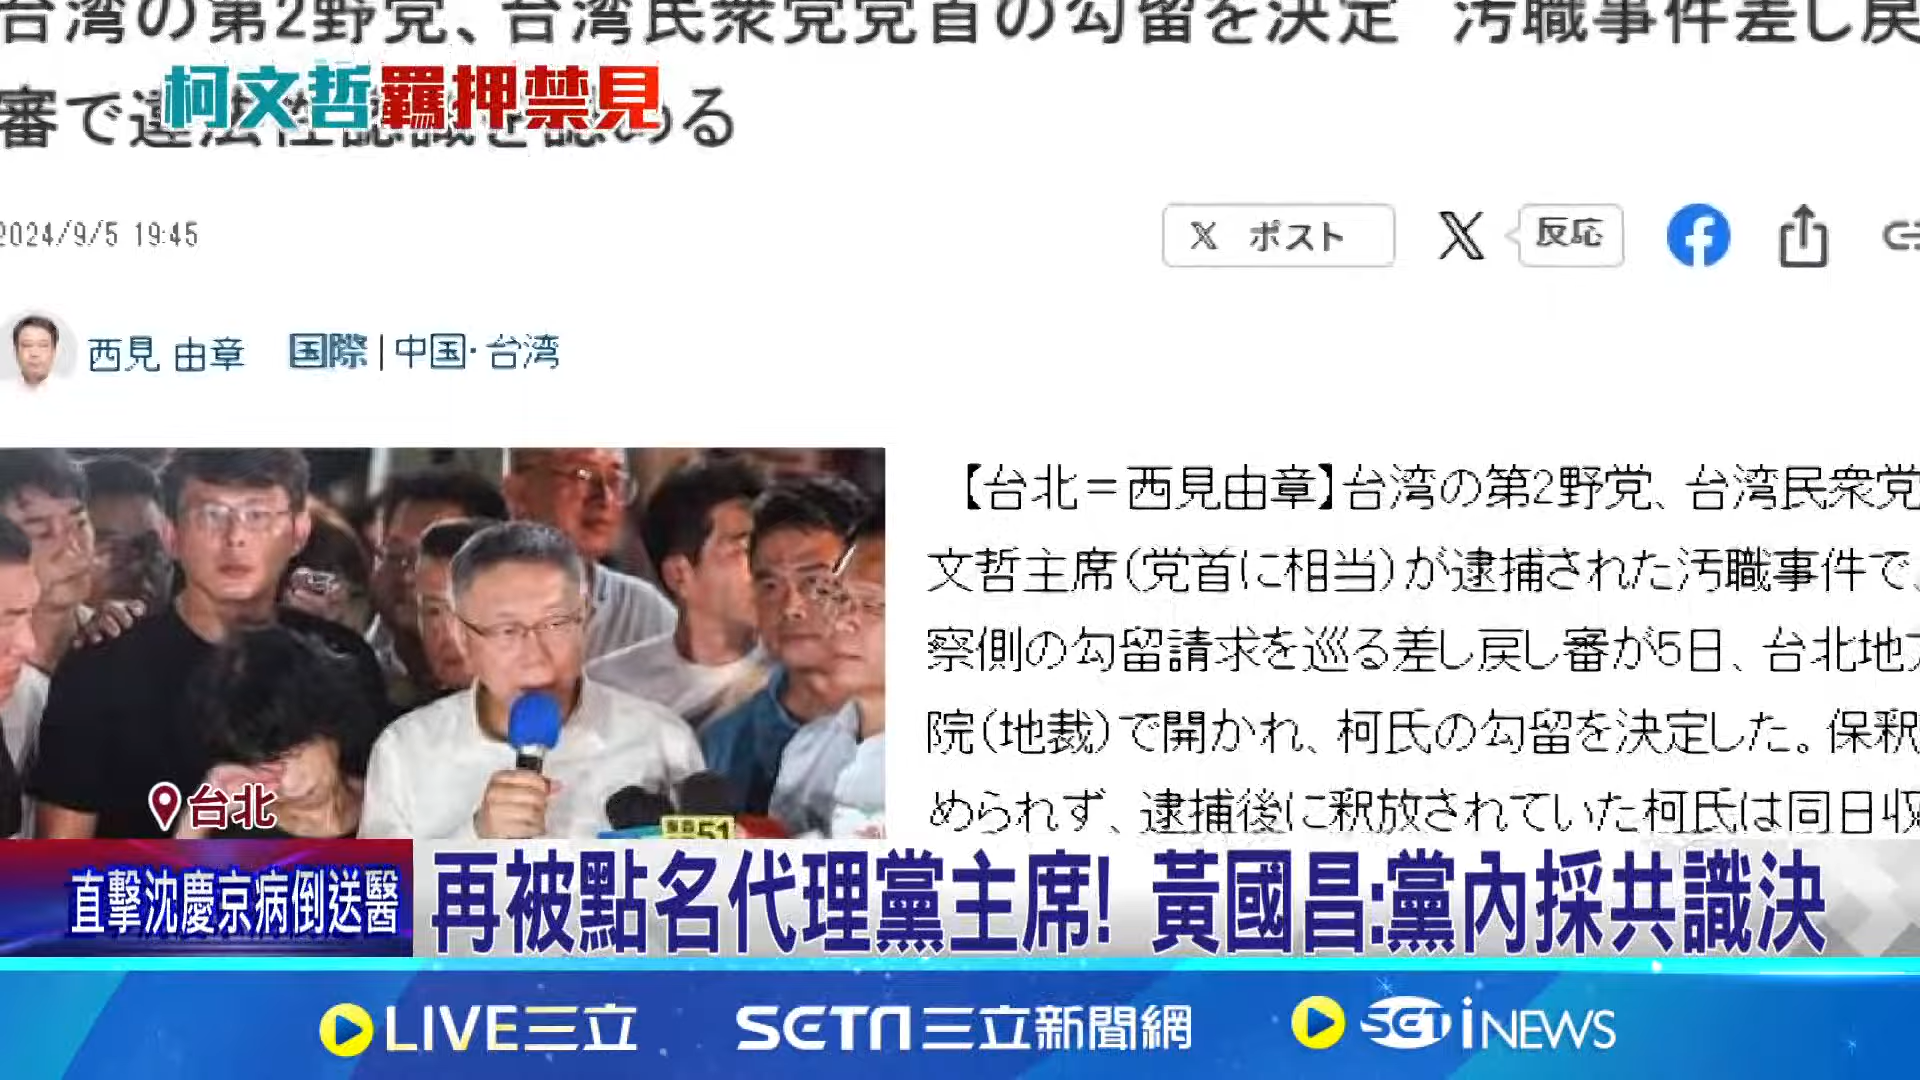 台湾の第2野党、台湾民衆党党首の勾留を決定　汚職事件差し戻
審で違法性認識を認める
柯文哲羈押禁見
2024/9/5 19:45
X ポスト
反応
西見 由章　国際 | 中国・台湾
【台北＝西見由章】台湾の第2野党、台湾民衆党
文哲主席(党首に相当)が逮捕された汚職事件で、
察側の勾留請求を巡る差し戻し審が5日、台北地方
院(地裁)で開かれ、柯氏の勾留を決定した。保釈
められず、逮捕後に釈放されていた柯氏は同日収
51
台北
直擊沈慶京病倒送醫
再被點名代理黨主席! 黃國昌:黨內採共識決
LIVE三立
SETN三立新聞網
SET iNEWS